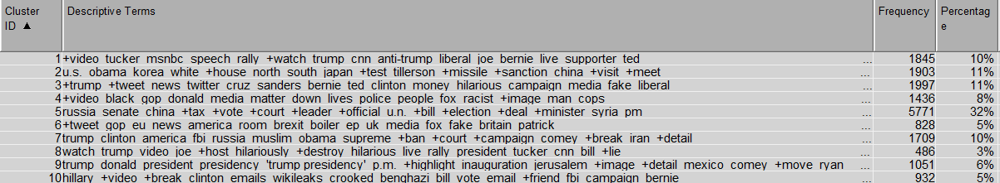 Cluster ID ▲ Descriptive Terms Frequency Percentage
1 +video tucker msnbc speech rally +watch trump cnn anti-trump liberal joe bernie live supporter ted ... 1845 10%
2 u.s. obama korea white +house north south japan +test tillerson +missile +sanction china +visit +meet ... 1903 11%
3 +trump +tweet news twitter cruz sanders bernie ted clinton money hilarious campaign media fake liberal ... 1997 11%
4 +video black gop donald media matter down lives police people fox racist +image man cops ... 1436 8%
5 russia senate china +tax +vote +court +leader +official u.n. +bill +election +deal +minister syria pm ... 5771 32%
6 +tweet gop eu news america room brexit boiler ep uk media fox fake britain patrick ... 828 5%
7 trump clinton america fbi russia muslim obama supreme +ban +court +campaign comey +break iran +detail ... 1709 10%
8 watch trump video joe +host hilariously +destroy hilarious live rally president tucker cnn bill +lie ... 486 3%
9 trump donald president presidency 'trump presidency' p.m. +highlight inauguration jerusalem +image +detail mexico comey +move ryan ... 1051 6%
10 hillary +video +break clinton emails wikileaks crooked benghazi bill vote email +friend fbi campaign bernie ... 932 5%